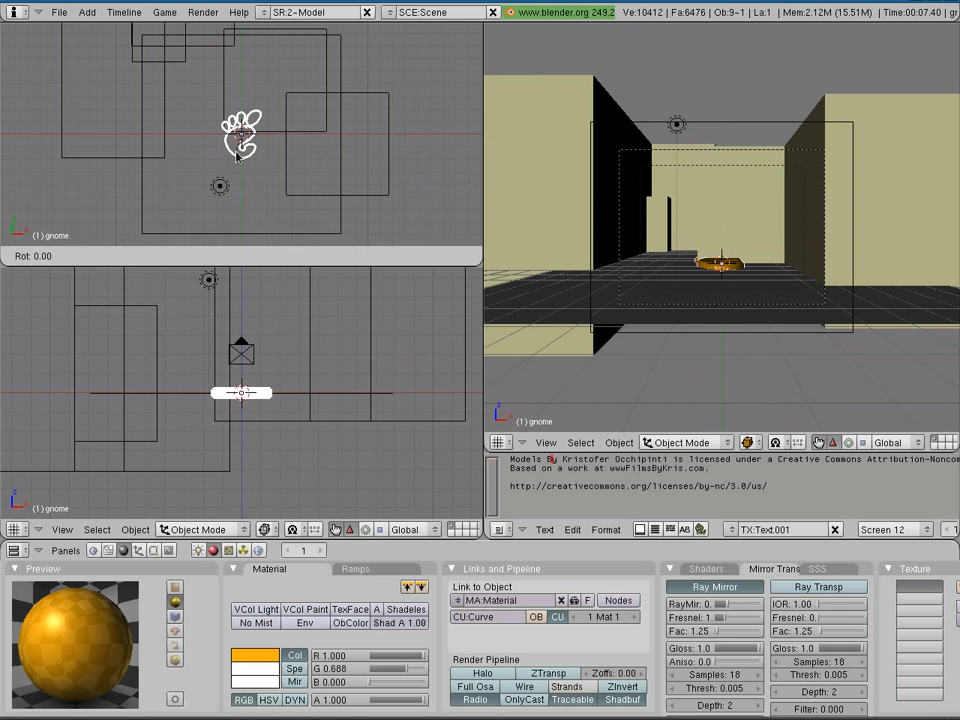 File Add Timeline Game Render Help SR:2-Model SCE:Scene www.blender.org 249.2 Ve:10412 | Fa:6476 | Ob:9-1 | La:1 | Mem:2.12M (15.51M) | Time:00:07.40 |
(1) gnome
Rot: 0.00
(1) gnome
(1) gnome
View Select Object Object Mode Global
Models By Kristofer Occhipinti is licensed under a Creative Commons Attribution-Noncom
Based on a work at wwwFilmsByKris.com.
http://creativecommons.org/licenses/by-nc/3.0/us/
View Select Object Object Mode Global
Text Edit Format AB TX:Text.001 Screen 12
Panels 1
Preview
Material Ramps
VCol Light VCol Paint TexFace A Shadeles
No Mist Env ObColor Shad A 1.00
Col R 1.000
Spe G 0.688
Mir B 0.000
RGB HSV DYN A 1.000
Links and Pipeline
Link to Object
MA:Material F Nodes
CU:Curve OB CU 1 Mat 1
Render Pipeline
Halo ZTransp Zoffs: 0.00
Full Osa Wire Strands ZInvert
Radio OnlyCast Traceable Shadbuf
Shaders Mirror Trans SSS
Ray Mirror Ray Transp
RayMir: 0. IOR: 1.00
Fresnel: 1. Fresnel: 0.
Fac: 1.25 Fac: 1.25
Gloss: 1.0 Gloss: 1.0
Aniso: 0.0 Samples: 18
Samples: 18 Thresh: 0.005
Thresh: 0.005 Depth: 2
Depth: 2 Filter: 0.000
Texture